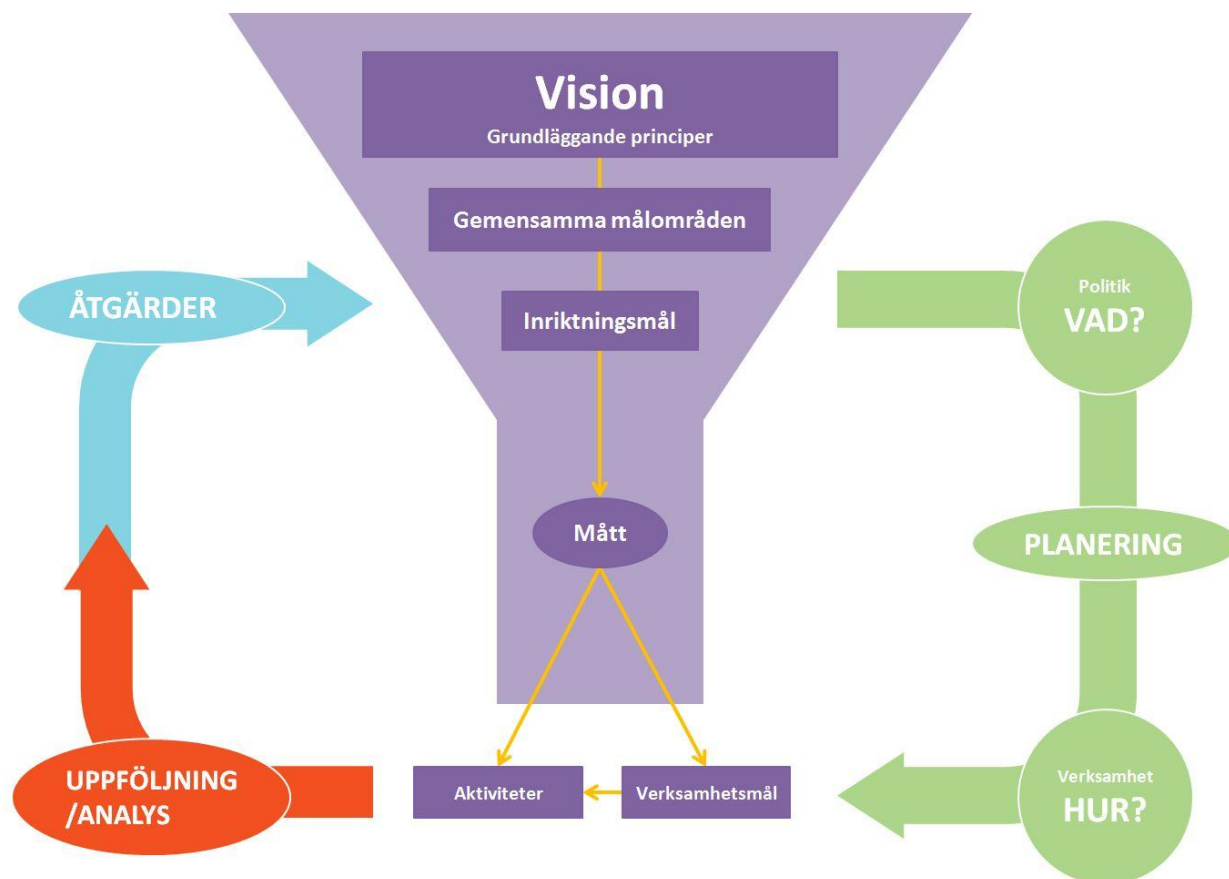 Vision
Grundläggande principer
Gemensamma målområden
Inriktningsmål
Mått
Aktiviteter
Verksamhetsmål
Politik
VAD?
PLANERING
Verksamhet
HUR?
UPPFÖLJNING
/ANALYS
ÅTGÄRDER